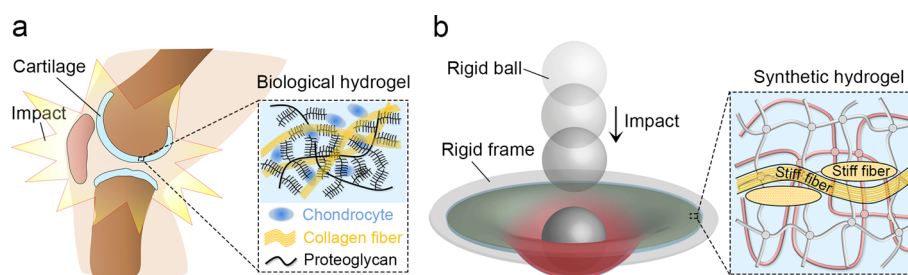 a
Cartilage
Impact
Biological hydrogel
Chondrocyte
Collagen fiber
Proteoglycan
b
Rigid ball
Impact
Rigid frame
Synthetic hydrogel
Stiff fiber
Stiff fiber